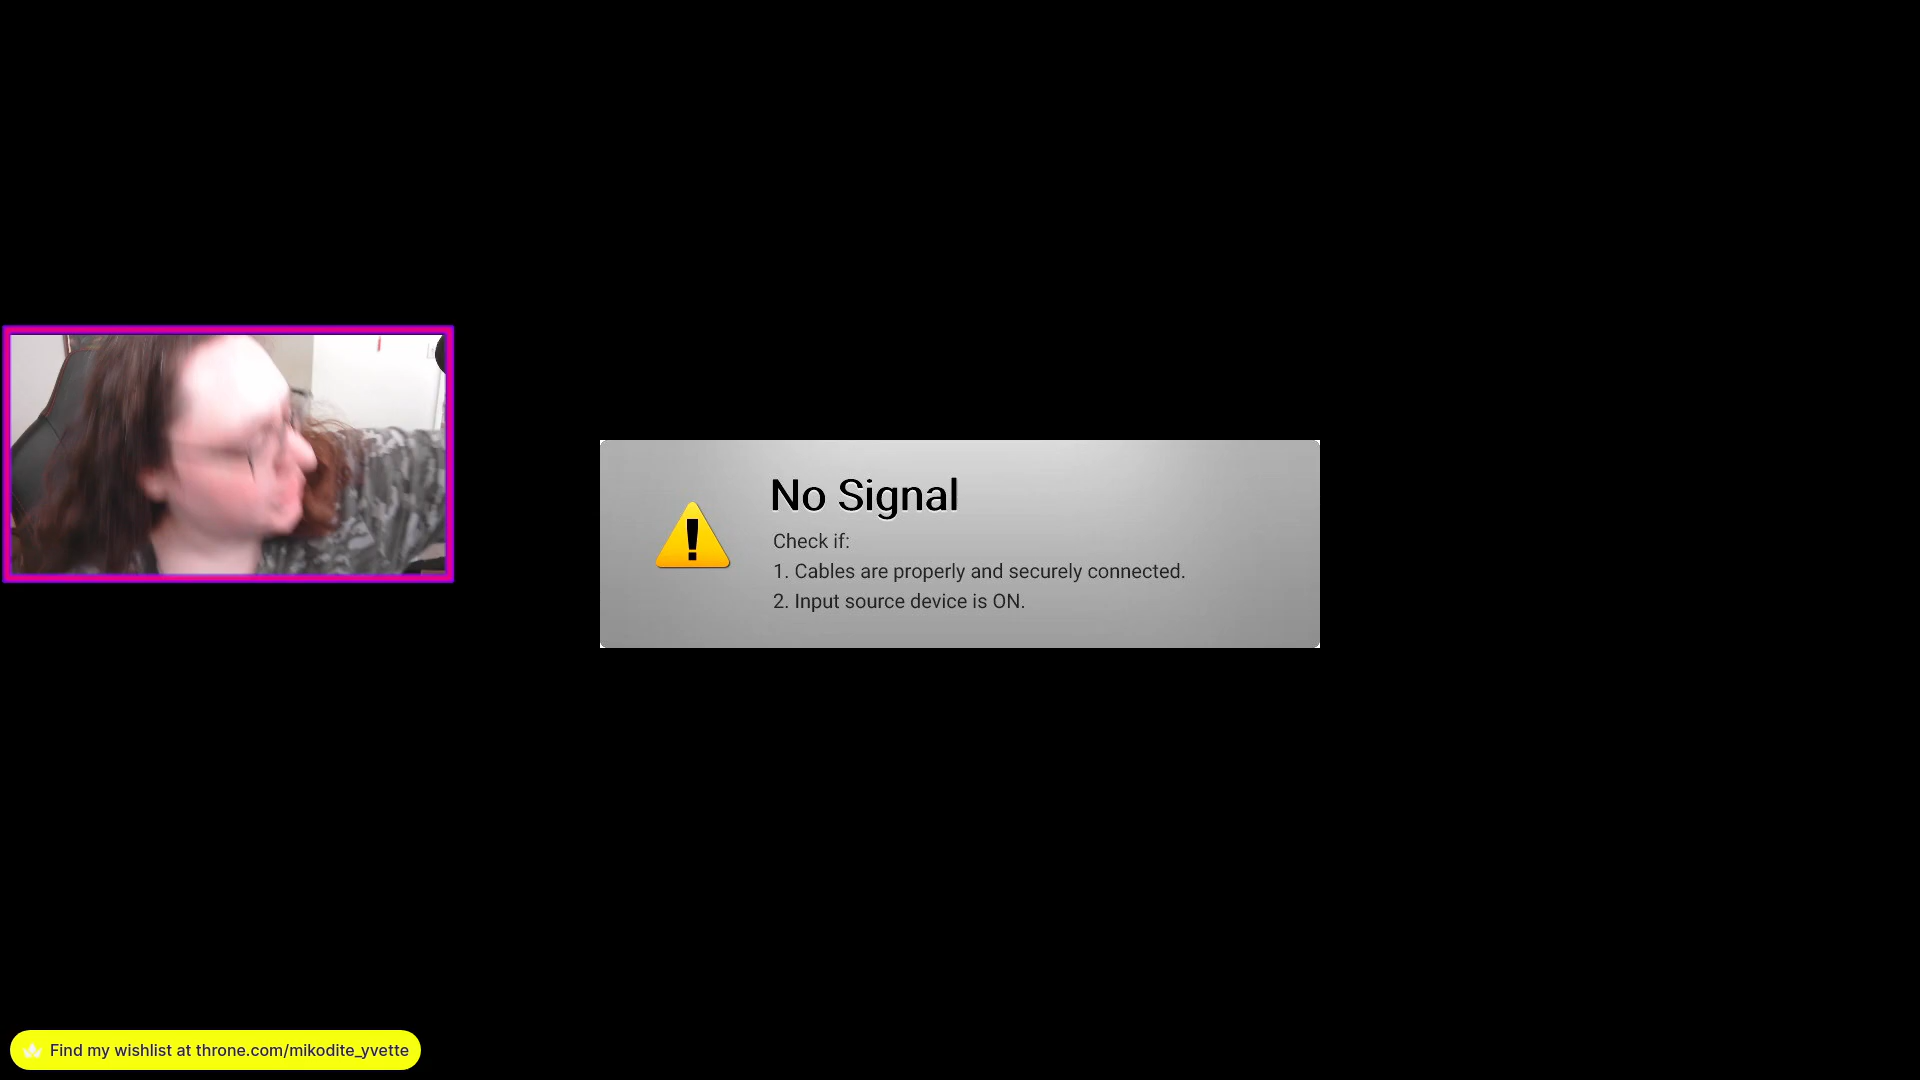 No Signal
Check if:
1. Cables are properly and securely connected.
2. Input source device is ON.
Find my wishlist at throne.com/mikodite_yvette